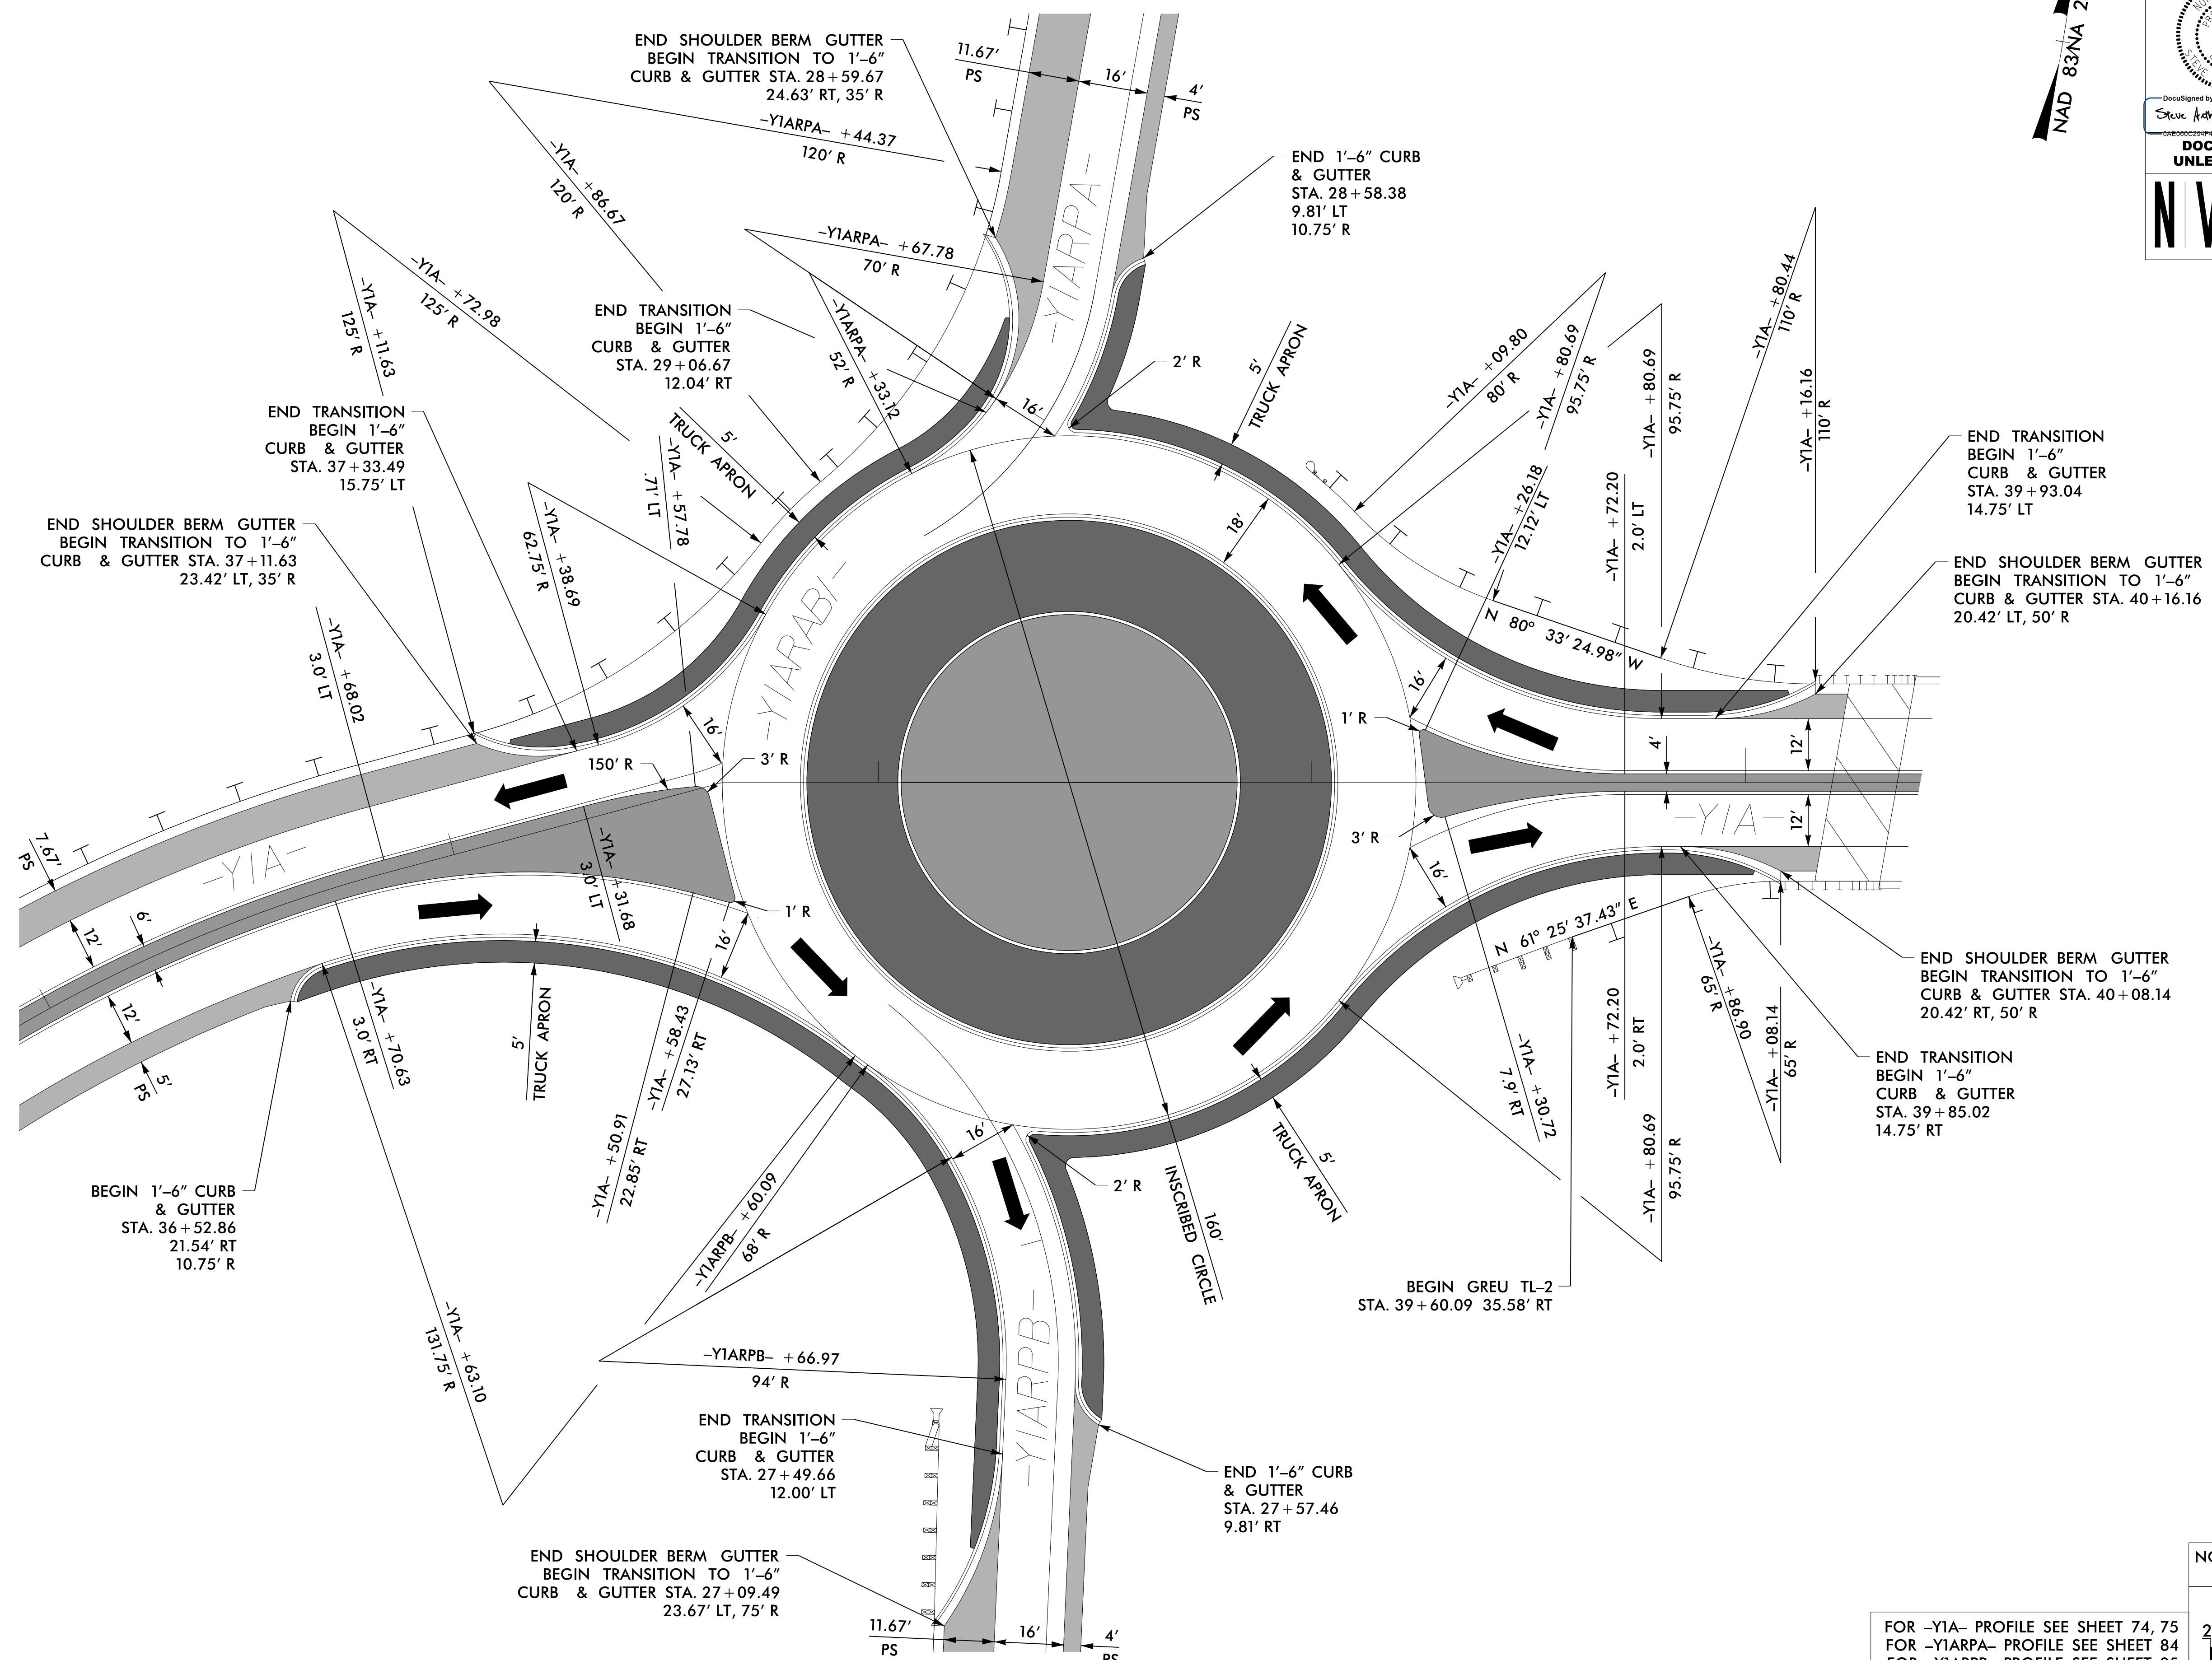 END SHOULDER BERM GUTTER
BEGIN TRANSITION TO 1'–6"
CURB & GUTTER STA. 28+59.67
24.63' RT, 35' R
11.67'
PS
16'
4'
PS
–Y1ARPA– +44.37
120' R
–Y1A– +86.67
120' R
–Y1ARPA–
END 1'–6" CURB
& GUTTER
STA. 28+58.38
9.81' LT
10.75' R
NAD 83/NA 2
DocuSigned by
Steve
DOC
UNLE
–Y1ARPA– +67.78
70' R
–Y1A– +72.98
125' R
–Y1A– +11.63
125' R
END TRANSITION
BEGIN 1'–6"
CURB & GUTTER
STA. 29+06.67
12.04' RT
–Y1ARPA– +33.12
52' R
2' R
16'
5'
TRUCK APRON
5'
TRUCK APRON
–Y1A– +09.80
80' R
–Y1A– +80.69
95.75' R
–Y1A– +80.69
95.75' R
–Y1A– +80.44
110' R
–Y1A– +16.16
110' R
END TRANSITION
BEGIN 1'–6"
CURB & GUTTER
STA. 37+33.49
15.75' LT
–Y1A– +57.78
.71' LT
END TRANSITION
BEGIN 1'–6"
CURB & GUTTER
STA. 39+93.04
14.75' LT
END SHOULDER BERM GUTTER
BEGIN TRANSITION TO 1'–6"
CURB & GUTTER STA. 37+11.63
23.42' LT, 35' R
–Y1A– +38.69
62.75' R
18'
–Y1A– +26.18
12.12' LT
–Y1A– +72.20
2.0' LT
END SHOULDER BERM GUTTER
BEGIN TRANSITION TO 1'–6"
CURB & GUTTER STA. 40+16.16
20.42' LT, 50' R
–Y1ARAB1–
N 80° 33' 24.98" W
–Y1A– +68.02
3.0' LT
16'
16'
1' R
150' R
3' R
4'
12'
–Y1A–
12'
3' R
7.67'
PS
–Y1A–
–Y1A– +31.68
3.0' LT
16'
12'
6'
1' R
16'
12'
5'
PS
–Y1A– +70.63
3.0' RT
5'
TRUCK APRON
–Y1A– +58.43
27.13' RT
–Y1A– +50.91
22.85' RT
N 61° 25' 37.43" E
–Y1A– +86.90
65' R
–Y1A– +08.14
65' R
END SHOULDER BERM GUTTER
BEGIN TRANSITION TO 1'–6"
CURB & GUTTER STA. 40+08.14
20.42' RT, 50' R
–Y1A– +30.72
7.9' RT
–Y1A– +72.20
2.0' RT
–Y1A– +80.69
95.75' R
END TRANSITION
BEGIN 1'–6"
CURB & GUTTER
STA. 39+85.02
14.75' RT
BEGIN 1'–6" CURB
& GUTTER
STA. 36+52.86
21.54' RT
10.75' R
16'
2' R
160'
INSCRIBED CIRCLE
5'
TRUCK APRON
–Y1ARPB– +60.09
68' R
BEGIN GREU TL–2
STA. 39+60.09 35.58' RT
–Y1A– +63.10
131.75' R
–Y1ARPB– +66.97
94' R
–Y1ARPB–
END TRANSITION
BEGIN 1'–6"
CURB & GUTTER
STA. 27+49.66
12.00' LT
END 1'–6" CURB
& GUTTER
STA. 27+57.46
9.81' RT
END SHOULDER BERM GUTTER
BEGIN TRANSITION TO 1'–6"
CURB & GUTTER STA. 27+09.49
23.67' LT, 75' R
11.67'
PS
16'
4'
PS
FOR –Y1A– PROFILE SEE SHEET 74, 75
FOR –Y1ARPA– PROFILE SEE SHEET 84